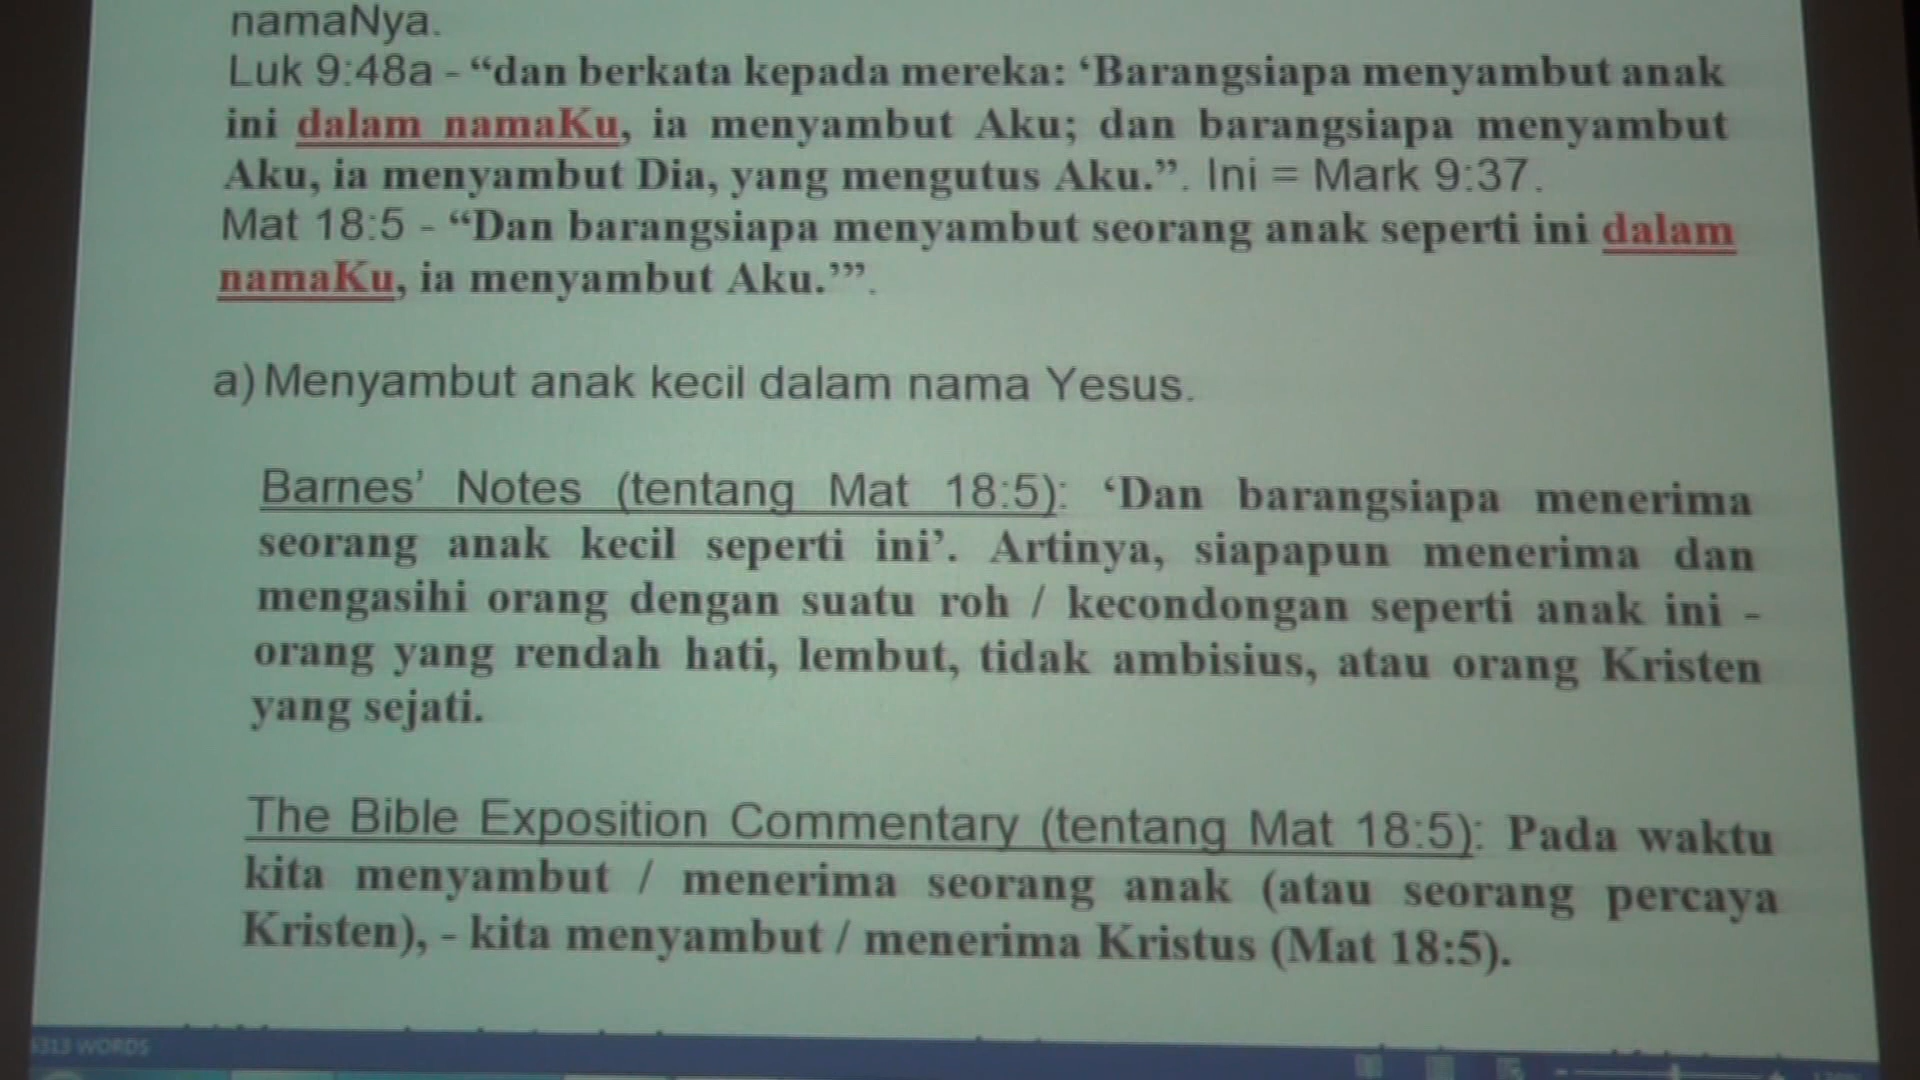 namaNya.
Luk 9:48a - “dan berkata kepada mereka: ‘Barangsiapa menyambut anak
ini dalam namaKu, ia menyambut Aku; dan barangsiapa menyambut
Aku, ia menyambut Dia, yang mengutus Aku.”. Ini = Mark 9:37.
Mat 18:5 - “Dan barangsiapa menyambut seorang anak seperti ini dalam
namaKu, ia menyambut Aku.’”.
a) Menyambut anak kecil dalam nama Yesus.
Barnes’ Notes (tentang Mat 18:5): ‘Dan barangsiapa menerima
seorang anak kecil seperti ini’. Artinya, siapapun menerima dan
mengasihi orang dengan suatu roh / kecondongan seperti anak ini -
orang yang rendah hati, lembut, tidak ambisius, atau orang Kristen
yang sejati.
The Bible Exposition Commentary (tentang Mat 18:5): Pada waktu
kita menyambut / menerima seorang anak (atau seorang percaya
Kristen), - kita menyambut / menerima Kristus (Mat 18:5).
WORDS